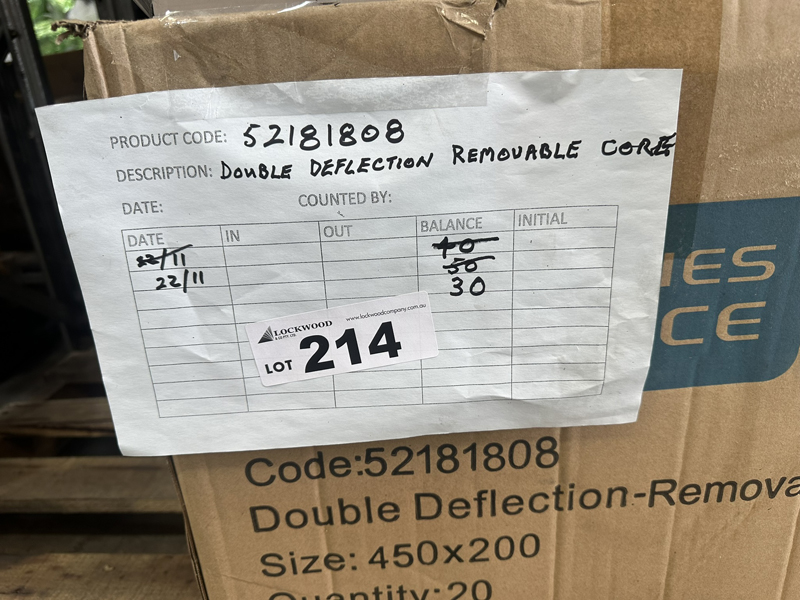 PRODUCT CODE: 52181808
DESCRIPTION: DOUBLE DEFLECTION REMOVABLE CORE
DATE: COUNTED BY:
DATE IN OUT BALANCE INITIAL
/11 40
22/11 50
30
LOCKWOOD www.lockwoodcompany.com.au
LOT 214
IES
CE
Code:52181808
Double Deflection-Remova
Size: 450x200
Quantity:20